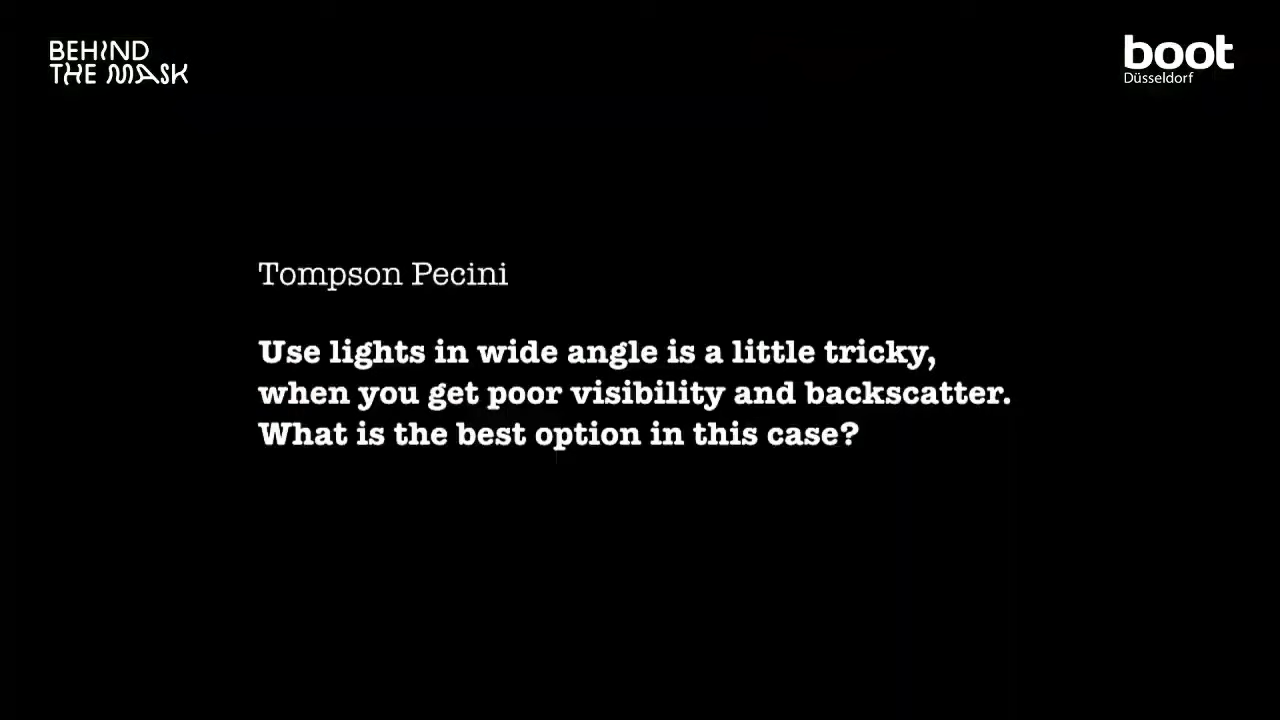 BEHIND
THE MASK
boot
Düsseldorf
Tompson Pecini
Use lights in wide angle is a little tricky,
when you get poor visibility and backscatter.
What is the best option in this case?